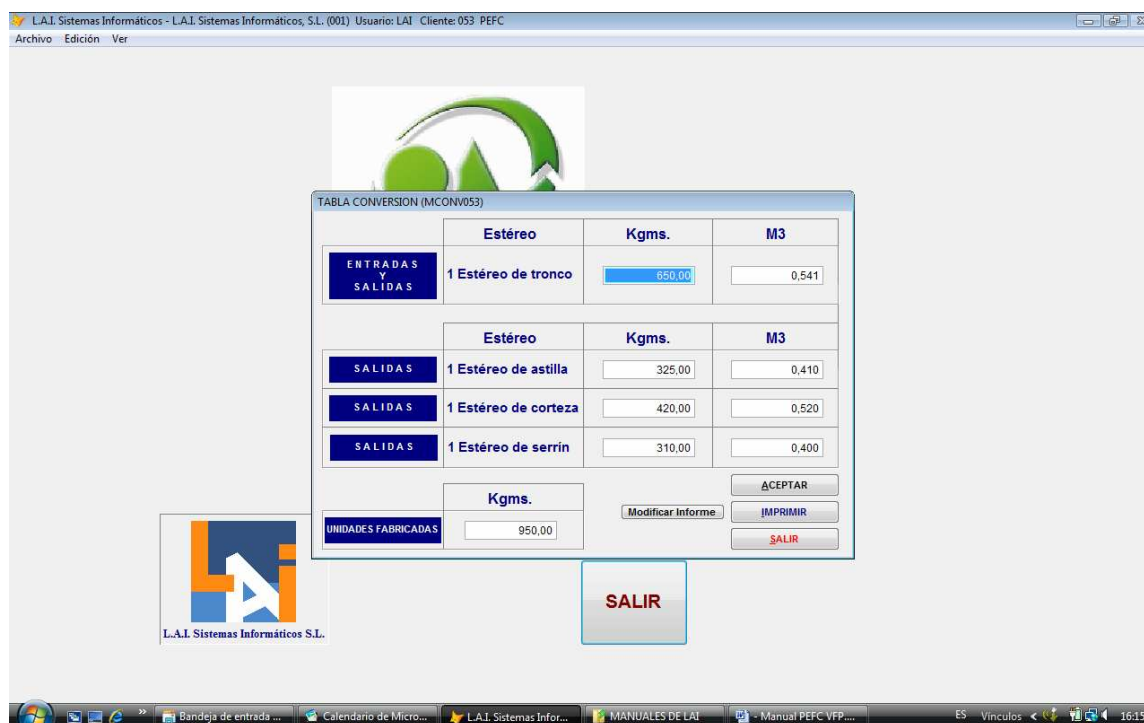 L.A.I. Sistemas Informáticos - L.A.I. Sistemas Informáticos, S.L. (001) Usuario: LAI Cliente: 053 PEFC
Archivo Edición Ver
TABLA CONVERSION (MCONV053)
Estéreo Kgms. M3
ENTRADAS
Y
SALIDAS
1 Estéreo de tronco 650,00 0,541
Estéreo Kgms. M3
SALIDAS 1 Estéreo de astilla 325,00 0,410
SALIDAS 1 Estéreo de corteza 420,00 0,520
SALIDAS 1 Estéreo de serrín 310,00 0,400
Kgms.
UNIDADES FABRICADAS 950,00
ACEPTAR
Modificar Informe IMPRIMIR
SALIR
SALIR
L.A.I. Sistemas Informáticos S.L.
Bandeja de entrada ... Calendario de Micro... L.A.I. Sistemas Infor... MANUALES DE LAI - Manual PEFC VFP.... ES Vínculos